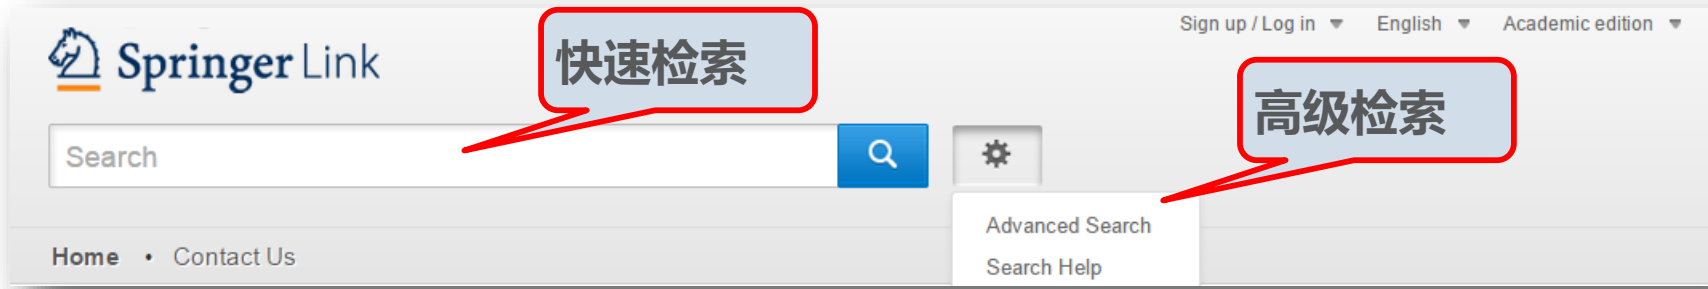 Sign up / Log in English Academic edition
Springer Link
快速检索
高级检索
Search
Advanced Search
Home • Contact Us
Search Help